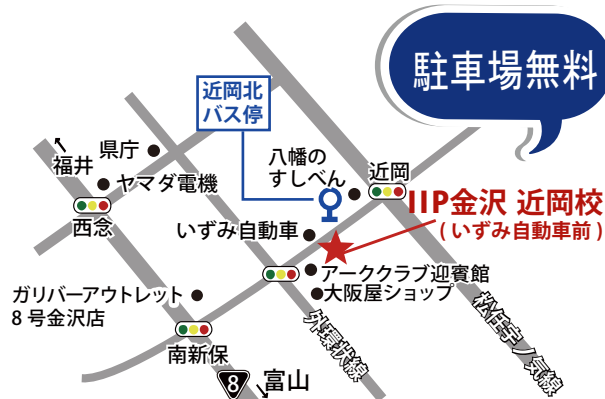 駐車場無料
近岡北
バス停
県庁
福井
ヤマダ電機
八幡の
すしべん
近岡
西念
いずみ自動車
IIP金沢 近岡校
( いずみ自動車前 )
アーククラブ迎賓館
大阪屋ショップ
ガリバーアウトレット
8 号金沢店
南新保
外環状線
松任宇ノ気線
8
富山